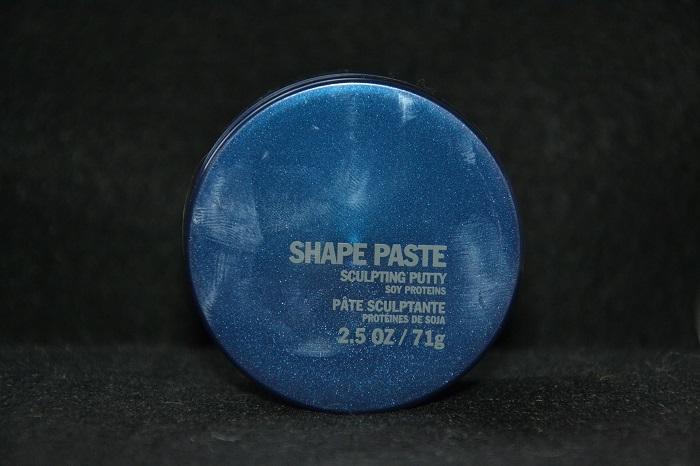 SHAPE PASTE
SCULPTING PUTTY
SOY PROTEINS
PÂTE SCULPTANTE
PROTÉINES DE SOJA
2.5 OZ / 71g